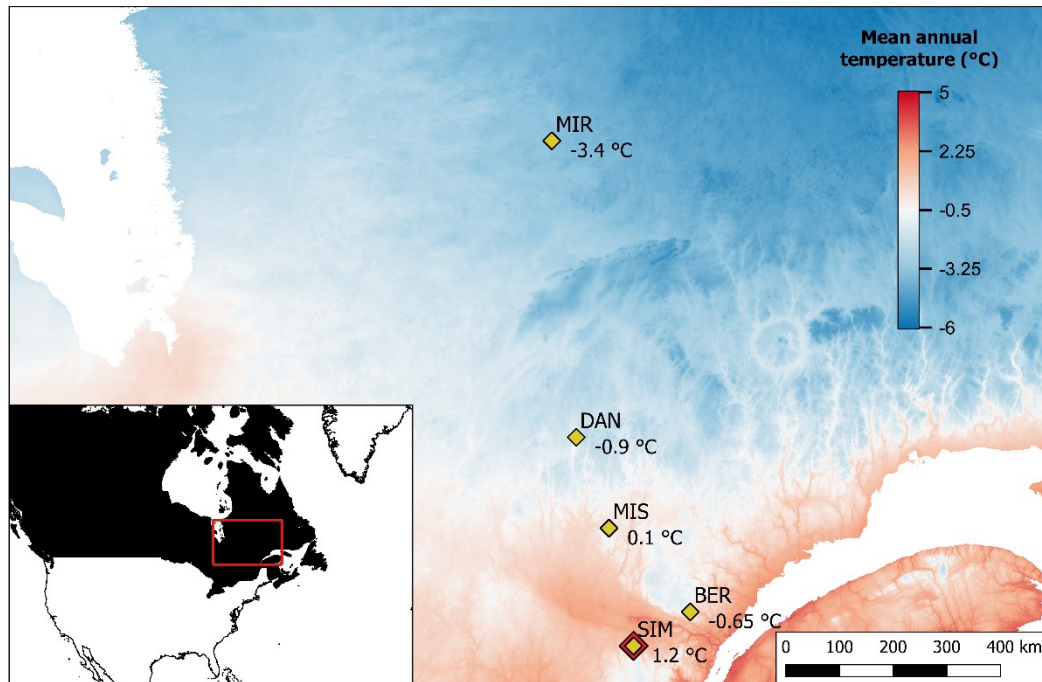 Mean annual
temperature (°C)
5
2.25
-0.5
-3.25
-6
MIR
-3.4 °C
DAN
-0.9 °C
MIS
0.1 °C
BER
-0.65 °C
SIM
1.2 °C
0 100 200 300 400 km